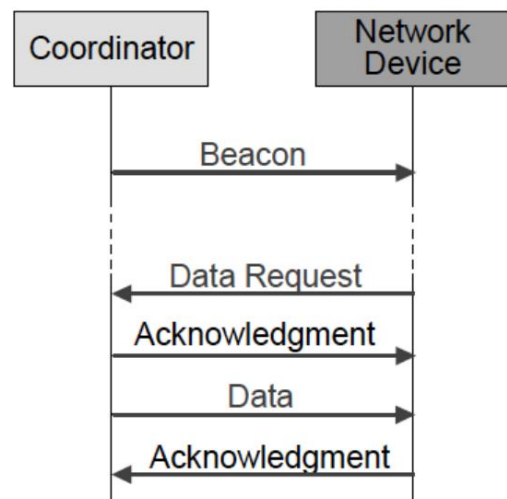 Coordinator
Network
Device
Beacon
Data Request
Acknowledgment
Data
Acknowledgment